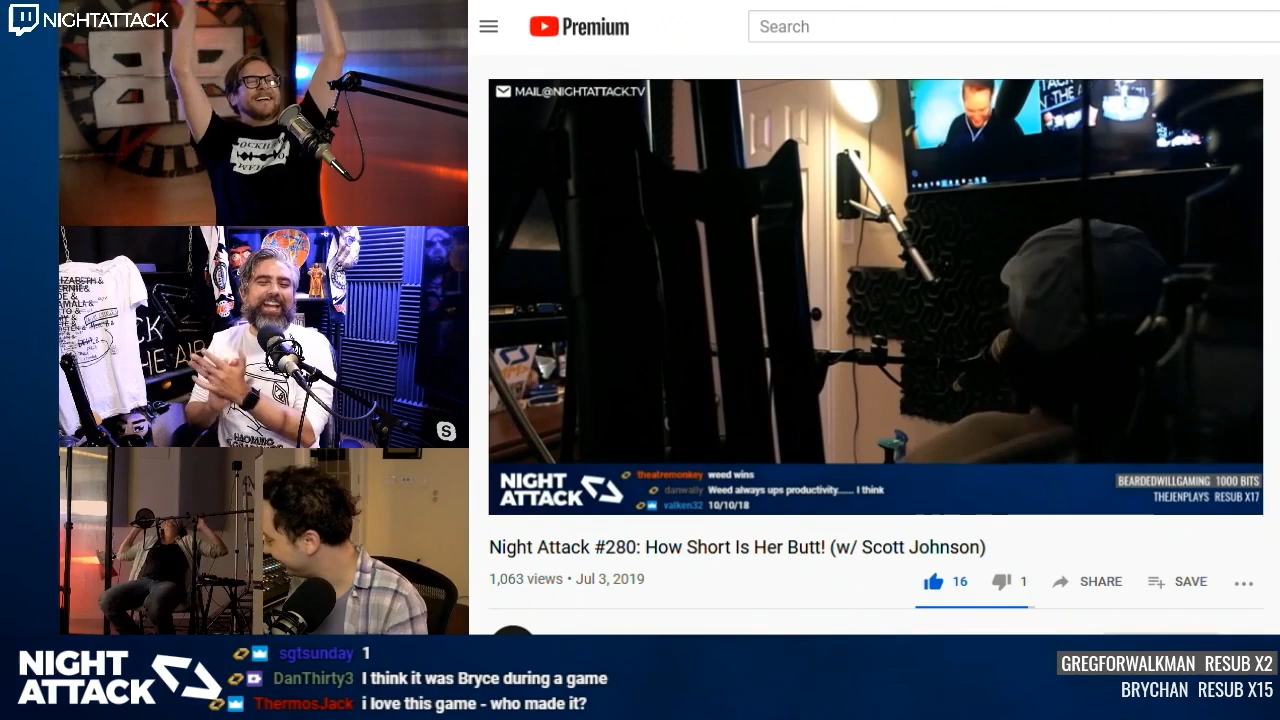 NIGHTATTACK
Premium
Search
MAIL@NIGHTATTACK.TV
NIGHT
ATTACK
theatremonkey weed wins
danwally Weed always ups productivity...... I think
valken32 10/10/18
BEARDEDWILLGAMING 1000 BITS
THEJENPLAYS RESUB X17
Night Attack #280: How Short Is Her Butt! (w/ Scott Johnson)
1,063 views • Jul 3, 2019
16
1
SHARE
SAVE
NIGHT
ATTACK
sgtsunday 1
DanThirty3 I think it was Bryce during a game
ThermosJack i love this game - who made it?
GREGFORWALKMAN RESUB X2
BRYCHAN RESUB X15